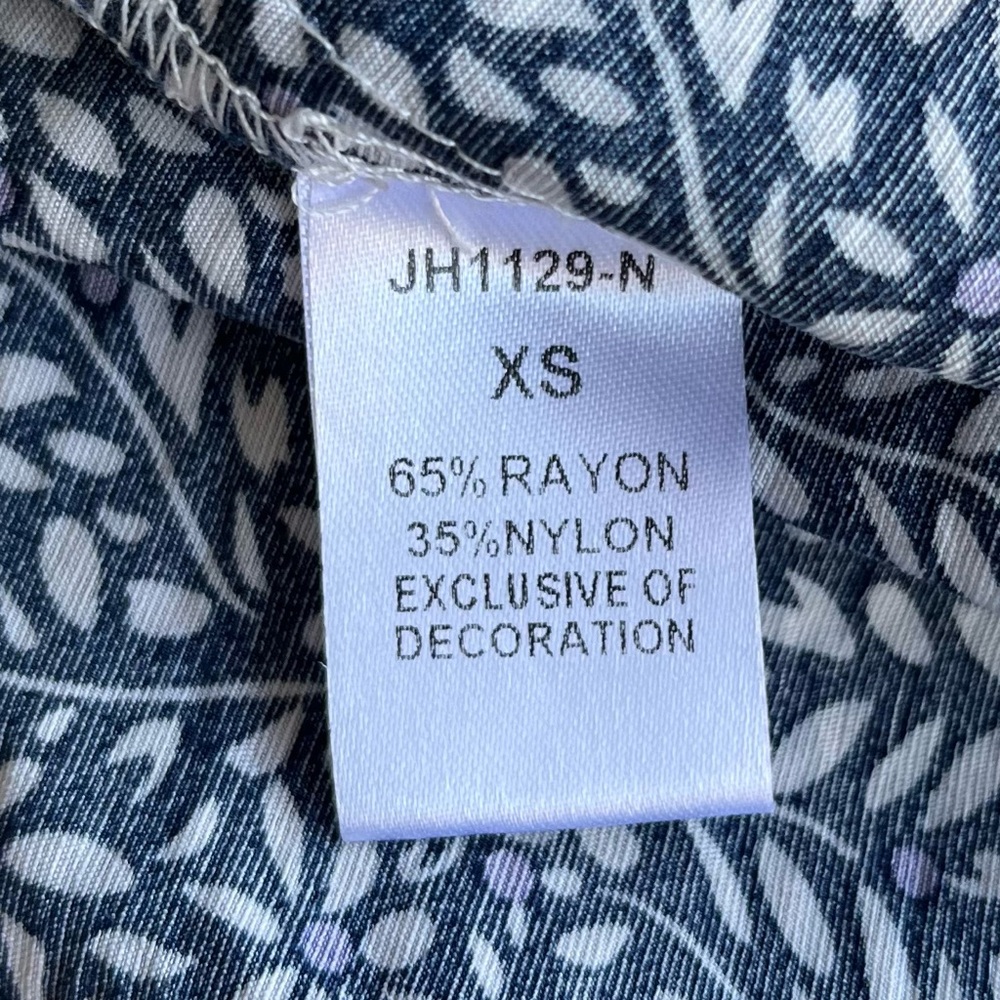 JH1129-N
XS
65% RAYON
35%NYLON
EXCLUSIVE OF
DECORATION